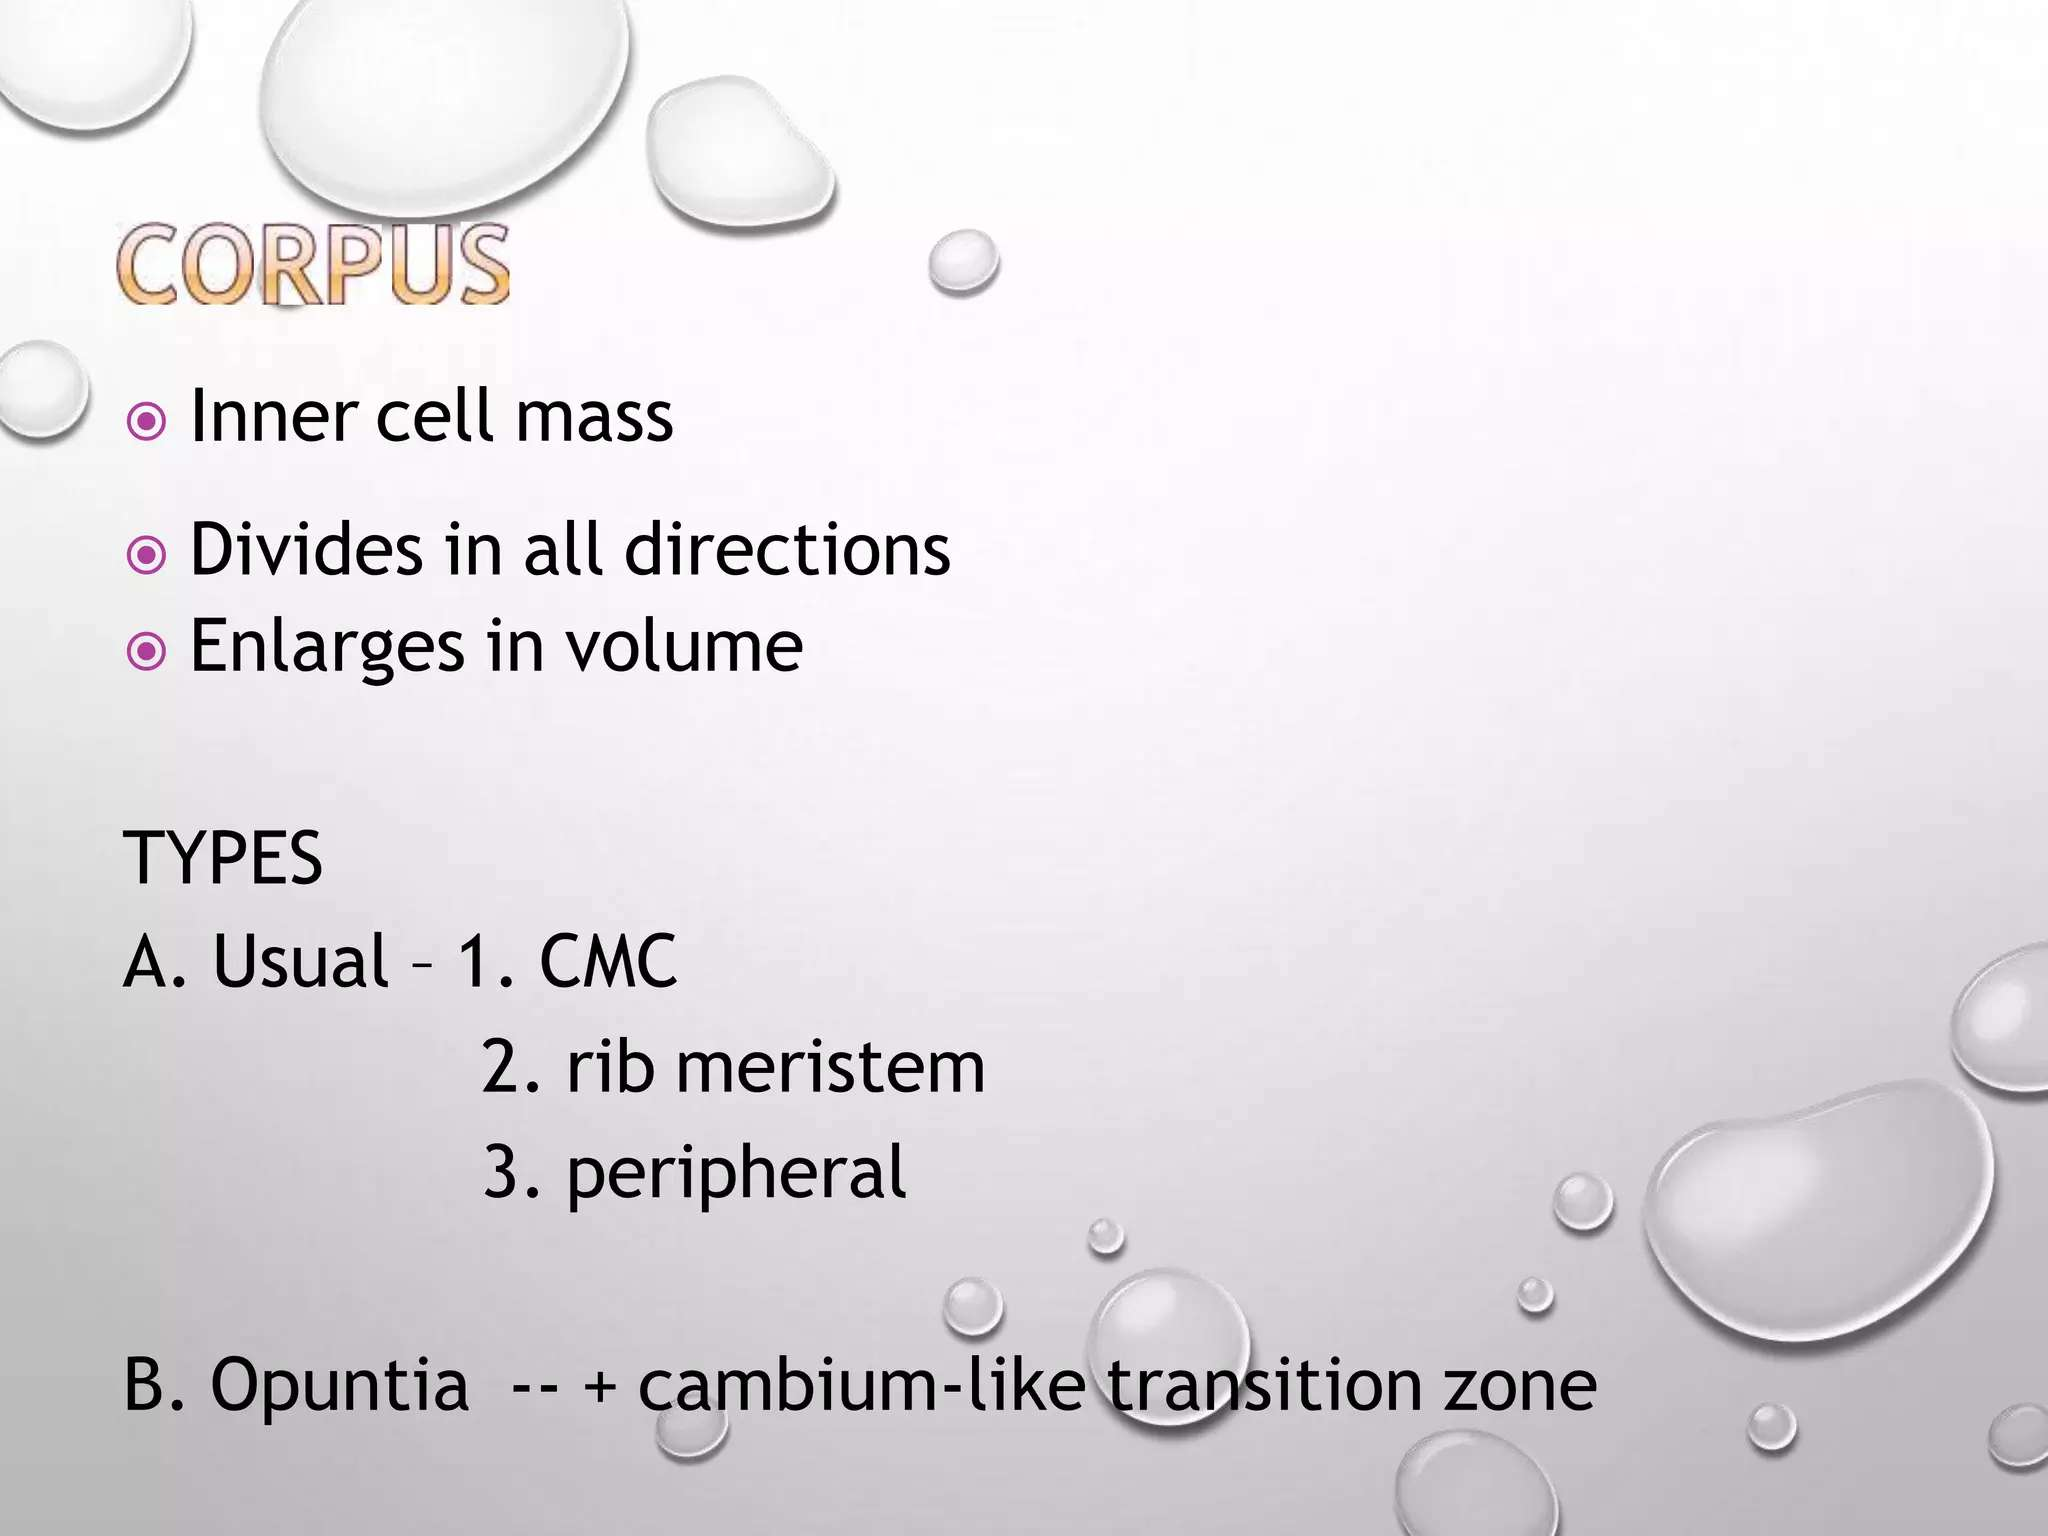 CORPUS
Inner cell mass
Divides in all directions
Enlarges in volume
TYPES
A. Usual – 1. CMC
2. rib meristem
3. peripheral
B. Opuntia -- + cambium-like transition zone